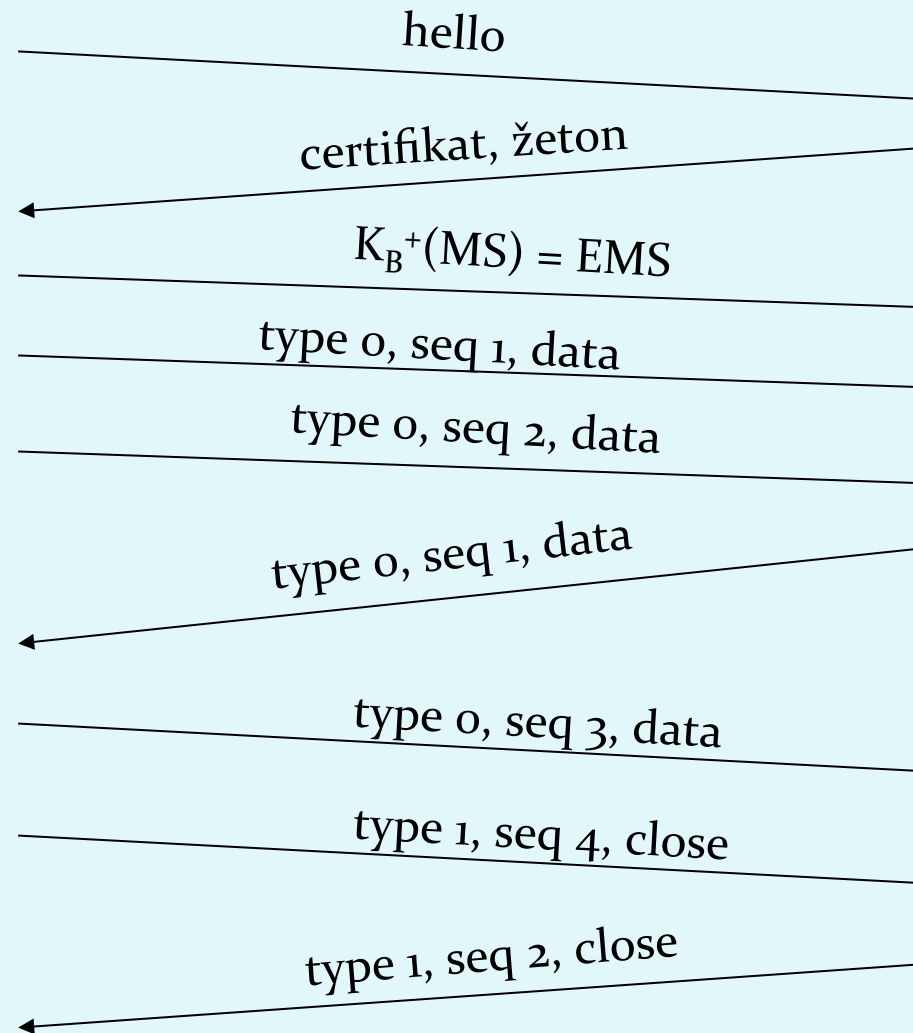 hello
certifikat, žeton
K_B⁺(MS) = EMS
type 0, seq 1, data
type 0, seq 2, data
type 0, seq 1, data
type 0, seq 3, data
type 1, seq 4, close
type 1, seq 2, close